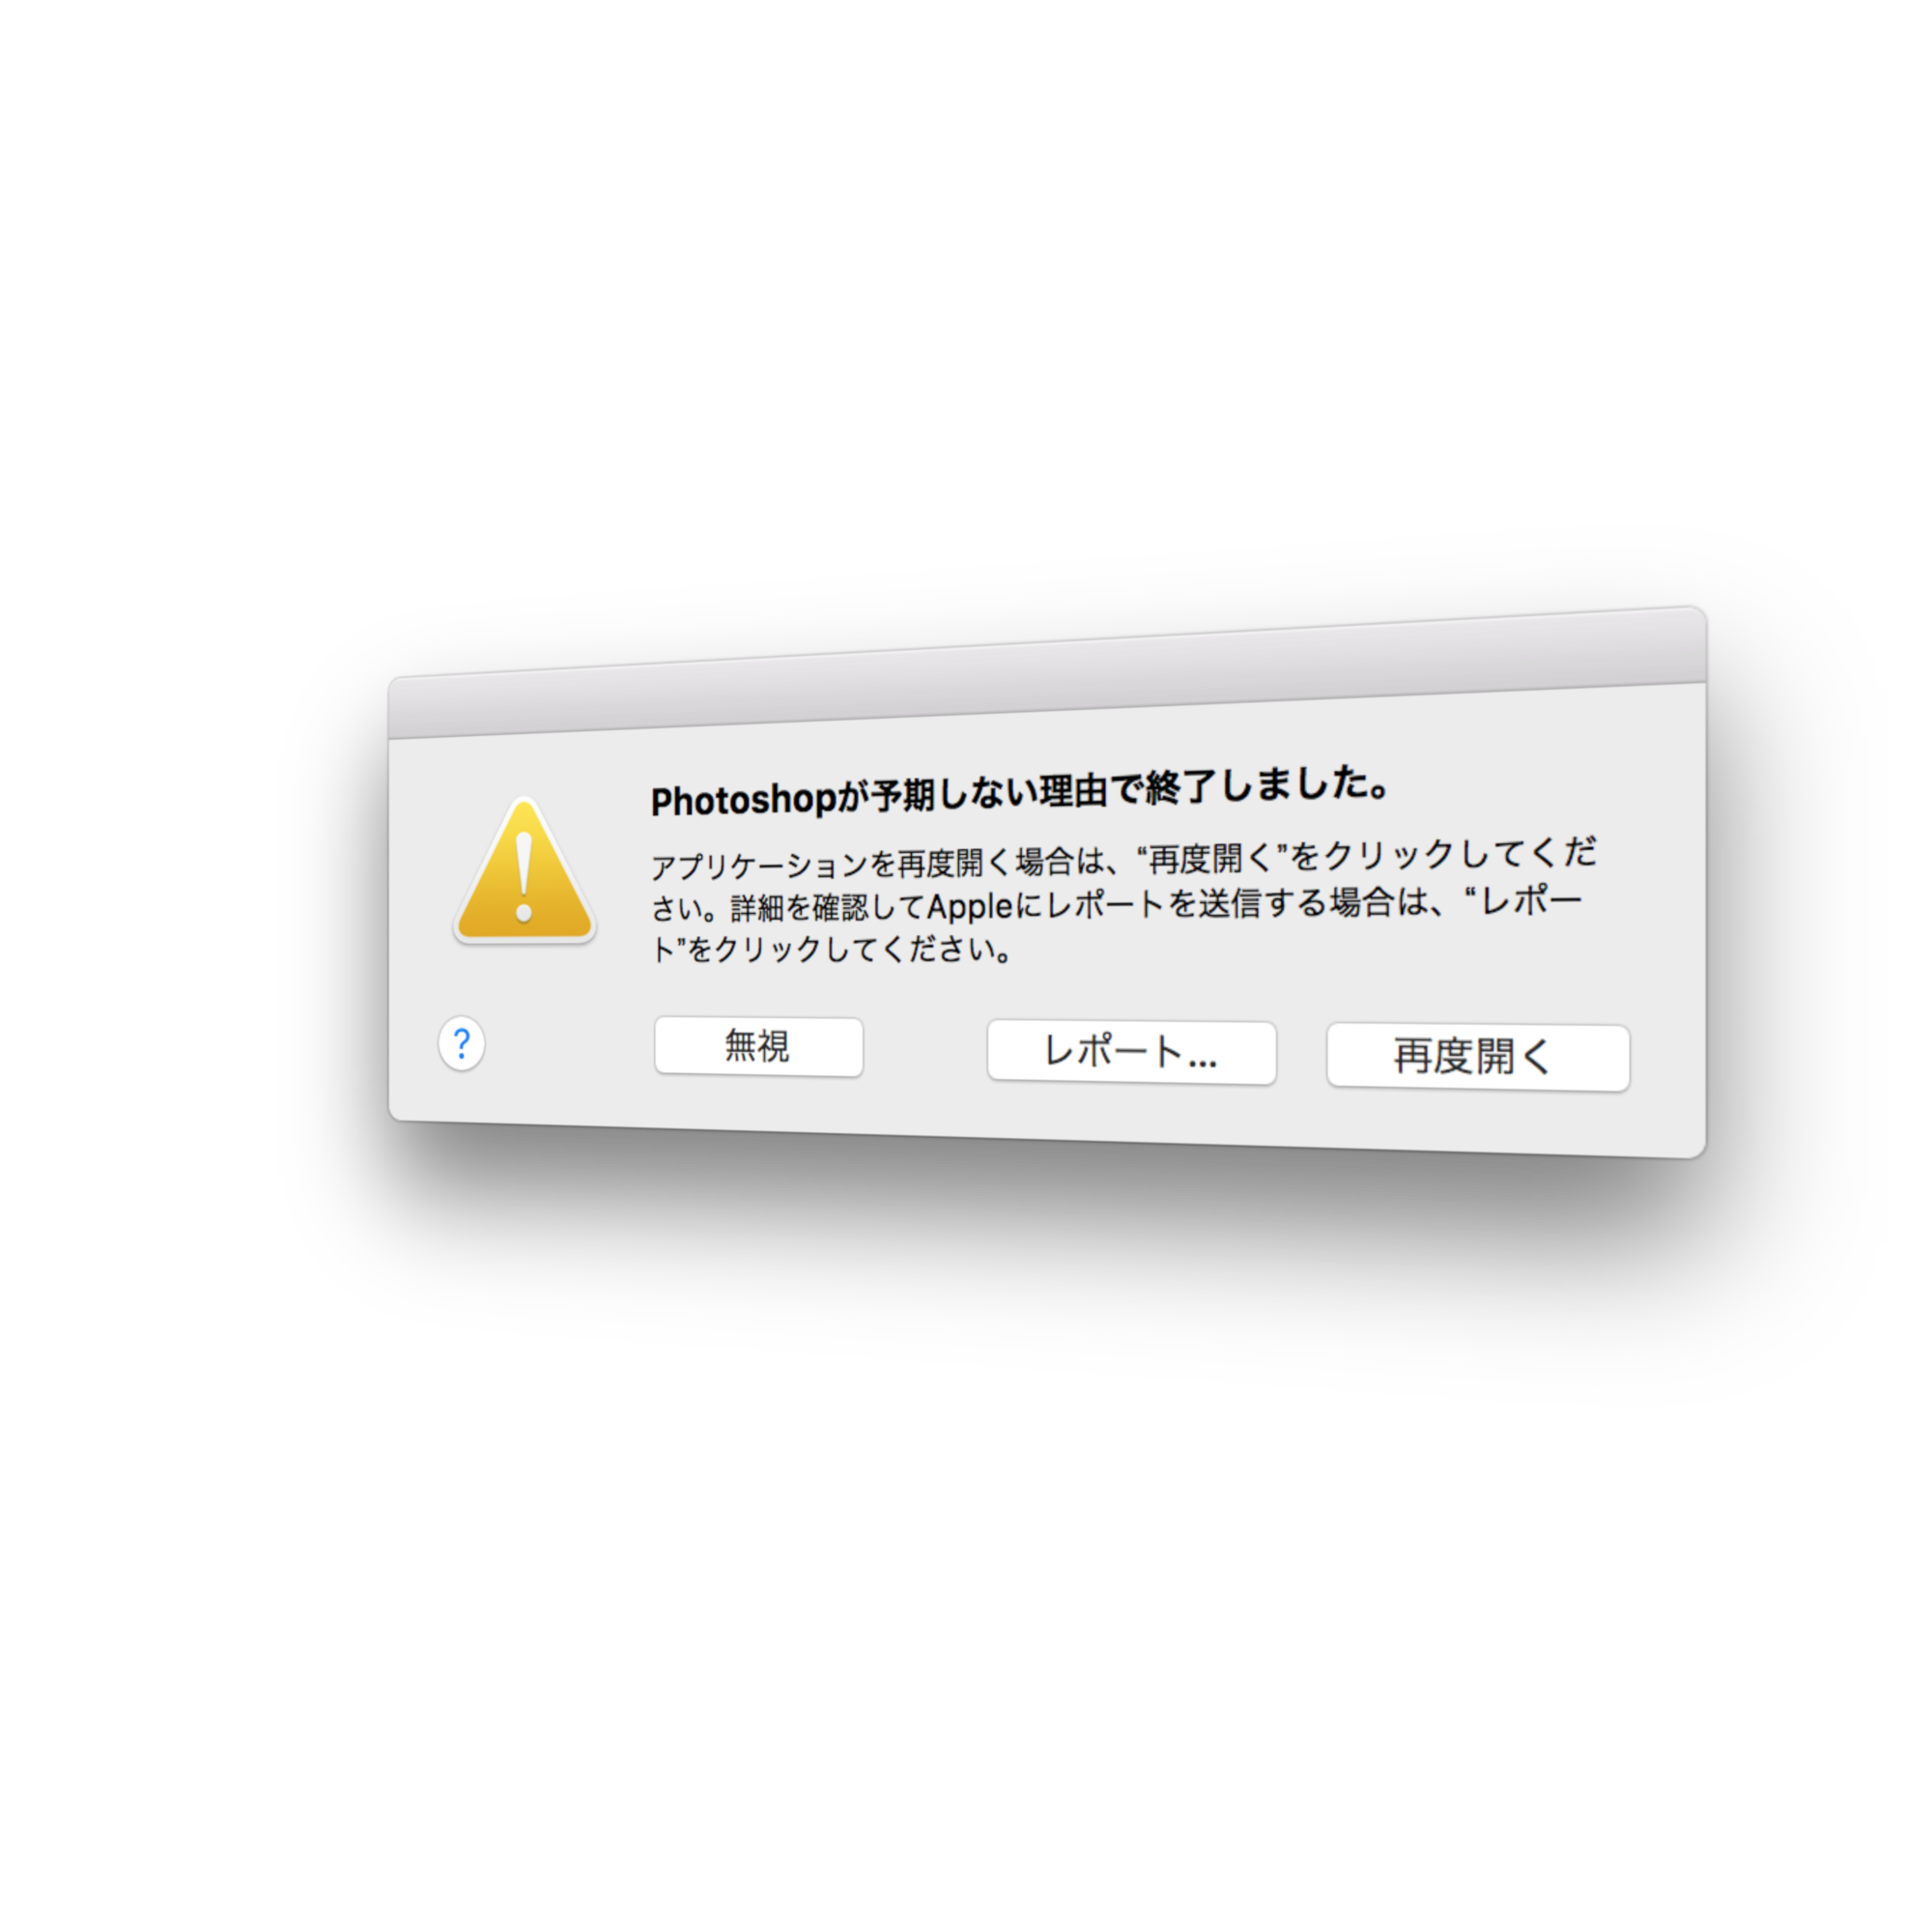 Photoshopが予期しない理由で終了しました。
アプリケーションを再度開く場合は、“再度開く”をクリックしてくだ
さい。詳細を確認してAppleにレポートを送信する場合は、“レポー
ト”をクリックしてください。
?
無視
レポート...
再度開く